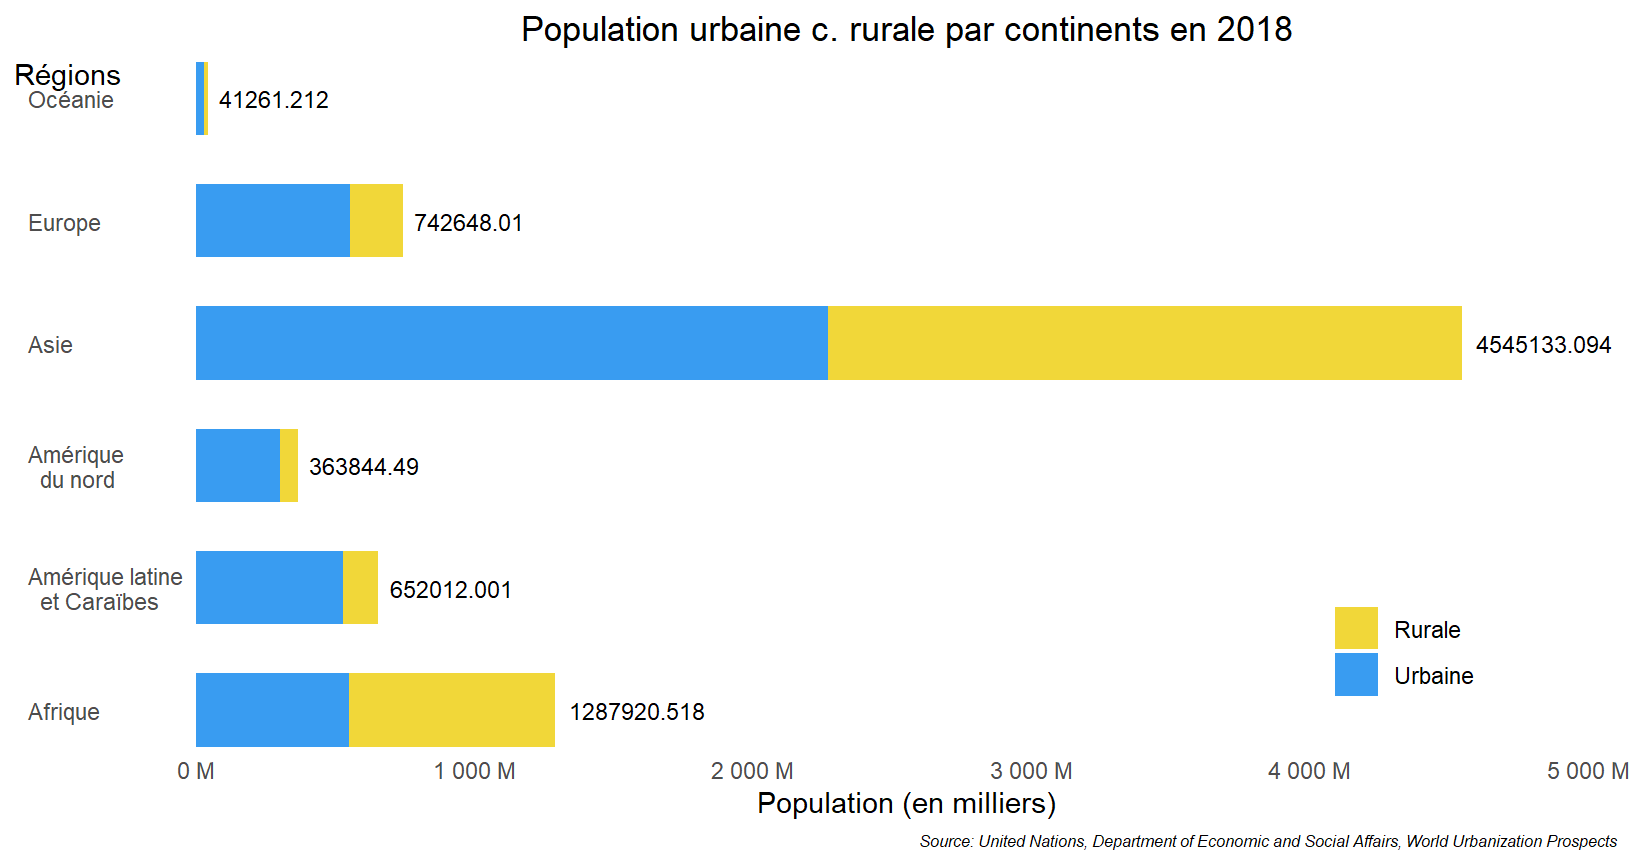 Population urbaine c. rurale par continents en 2018
Régions
Océanie
41261.212
Europe
742648.01
Asie
4545133.094
Amérique
du nord
363844.49
Amérique latine
et Caraïbes
652012.001
Rurale
Urbaine
Afrique
1287920.518
0 M
1 000 M
2 000 M
3 000 M
4 000 M
5 000 M
Population (en milliers)
Source: United Nations, Department of Economic and Social Affairs, World Urbanization Prospects